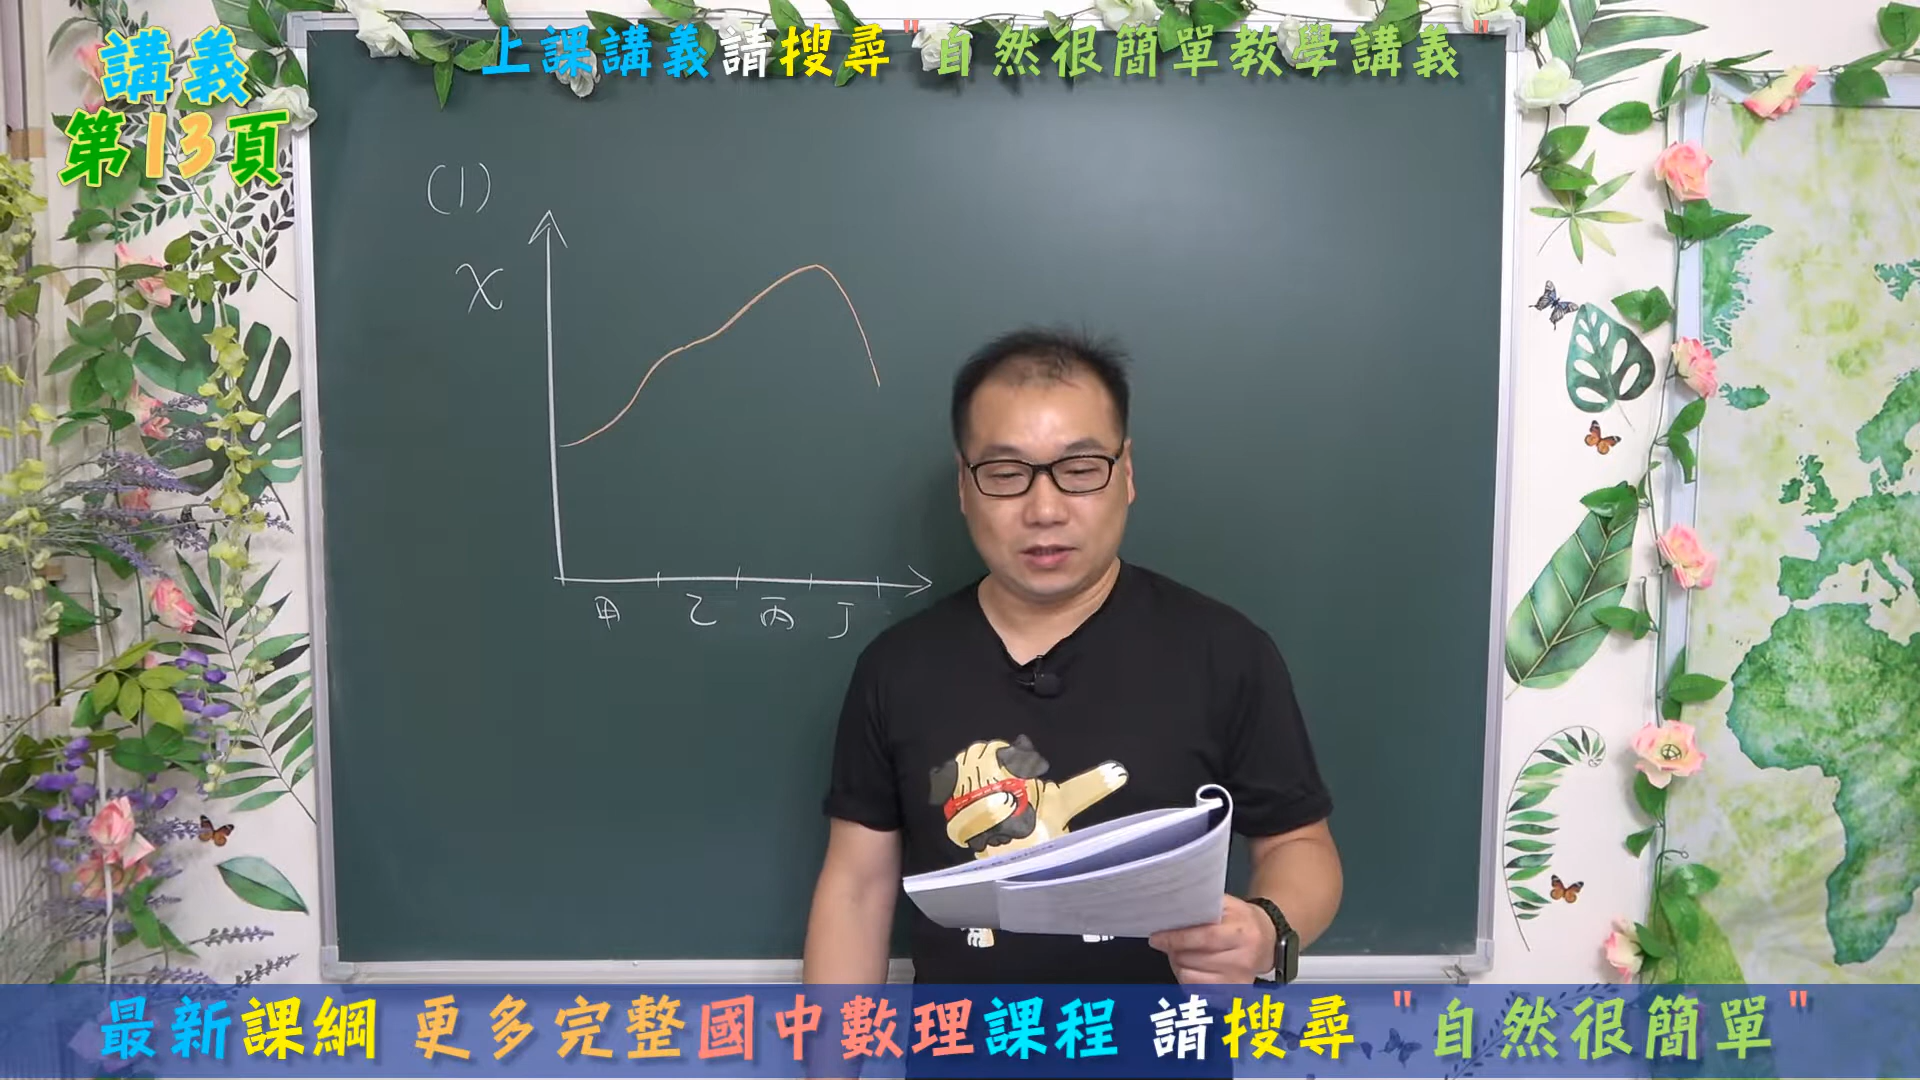 上課講義請搜尋"自然很簡單教學講義"
講義
第13頁
(1)
X
甲 乙 丙 丁
最新課綱 更多完整國中數理課程 請搜尋"自然很簡單"